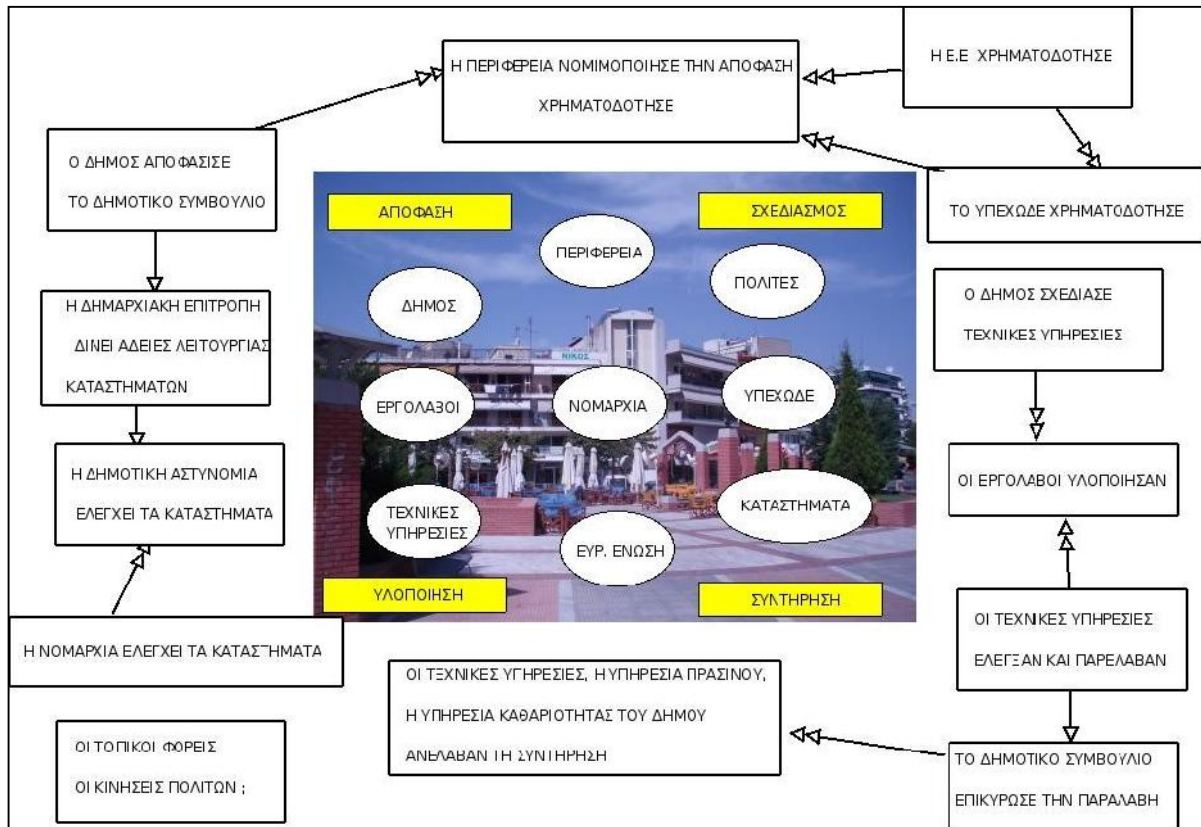 Η ΠΕΡΙΦΕΡΕΙΑ ΝΟΜΙΜΟΠΟΙΗΣΕ ΤΗΝ ΑΠΟΦΑΣΗ
ΧΡΗΜΑΤΟΔΟΤΗΣΕ
Η Ε.Ε ΧΡΗΜΑΤΟΔΟΤΗΣΕ
Ο ΔΗΜΟΣ ΑΠΟΦΑΣΙΣΕ
ΤΟ ΔΗΜΟΤΙΚΟ ΣΥΜΒΟΥΛΙΟ
ΤΟ ΥΠΕΧΩΔΕ ΧΡΗΜΑΤΟΔΟΤΗΣΕ
ΑΠΟΦΑΣΗ
ΣΧΕΔΙΑΣΜΟΣ
ΠΕΡΙΦΕΡΕΙΑ
ΠΟΛΙΤΕΣ
ΔΗΜΟΣ
Η ΔΗΜΑΡΧΙΑΚΗ ΕΠΙΤΡΟΠΗ
ΔΙΝΕΙ ΑΔΕΙΕΣ ΛΕΙΤΟΥΡΓΙΑΣ
ΚΑΤΑΣΤΗΜΑΤΩΝ
Ο ΔΗΜΟΣ ΣΧΕΔΙΑΣΕ
ΤΕΧΝΙΚΕΣ ΥΠΗΡΕΣΙΕΣ
ΝΙΚΟΣ
ΕΡΓΟΛΑΒΟΙ
ΝΟΜΑΡΧΙΑ
ΥΠΕΧΩΔΕ
Η ΔΗΜΟΤΙΚΗ ΑΣΤΥΝΟΜΙΑ
ΕΛΕΓΧΕΙ ΤΑ ΚΑΤΑΣΤΗΜΑΤΑ
ΟΙ ΕΡΓΟΛΑΒΟΙ ΥΛΟΠΟΙΗΣΑΝ
ΤΕΧΝΙΚΕΣ
ΥΠΗΡΕΣΙΕΣ
ΚΑΤΑΣΤΗΜΑΤΑ
ΕΥΡ. ΕΝΩΣΗ
ΥΛΟΠΟΙΗΣΗ
ΣΥΝΤΗΡΗΣΗ
Η ΝΟΜΑΡΧΙΑ ΕΛΕΓΧΕΙ ΤΑ ΚΑΤΑΣΤΗΜΑΤΑ
ΟΙ ΤΕΧΝΙΚΕΣ ΥΠΗΡΕΣΙΕΣ
ΕΛΕΓΞΑΝ ΚΑΙ ΠΑΡΕΛΑΒΑΝ
ΟΙ ΤΕΧΝΙΚΕΣ ΥΠΗΡΕΣΙΕΣ, Η ΥΠΗΡΕΣΙΑ ΠΡΑΣΙΝΟΥ,
Η ΥΠΗΡΕΣΙΑ ΚΑΘΑΡΙΟΤΗΤΑΣ ΤΟΥ ΔΗΜΟΥ
ΑΝΕΛΑΒΑΝ ΤΗ ΣΥΝΤΗΡΗΣΗ
ΟΙ ΤΟΠΙΚΟΙ ΦΟΡΕΙΣ
ΟΙ ΚΙΝΗΣΕΙΣ ΠΟΛΙΤΩΝ ;
ΤΟ ΔΗΜΟΤΙΚΟ ΣΥΜΒΟΥΛΙΟ
ΕΠΙΚΥΡΩΣΕ ΤΗΝ ΠΑΡΑΛΑΒΗ